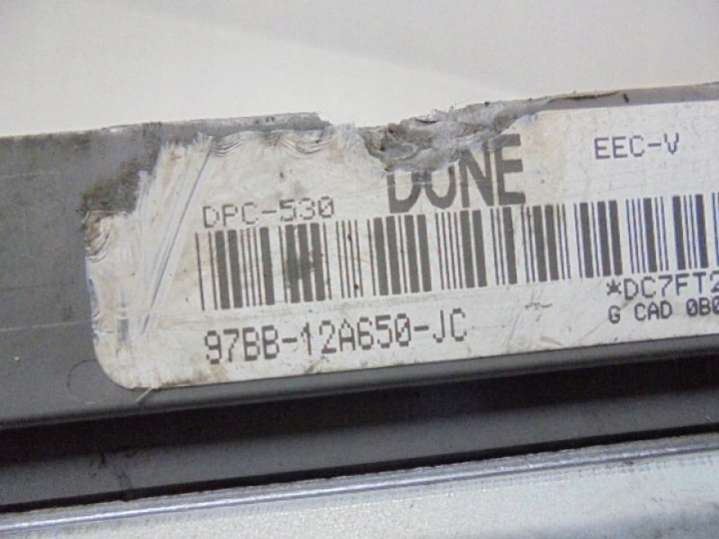 DONE EEC-V
DPC-530
*DC7FT2
97BB-12A650-JC G CAD 0B0